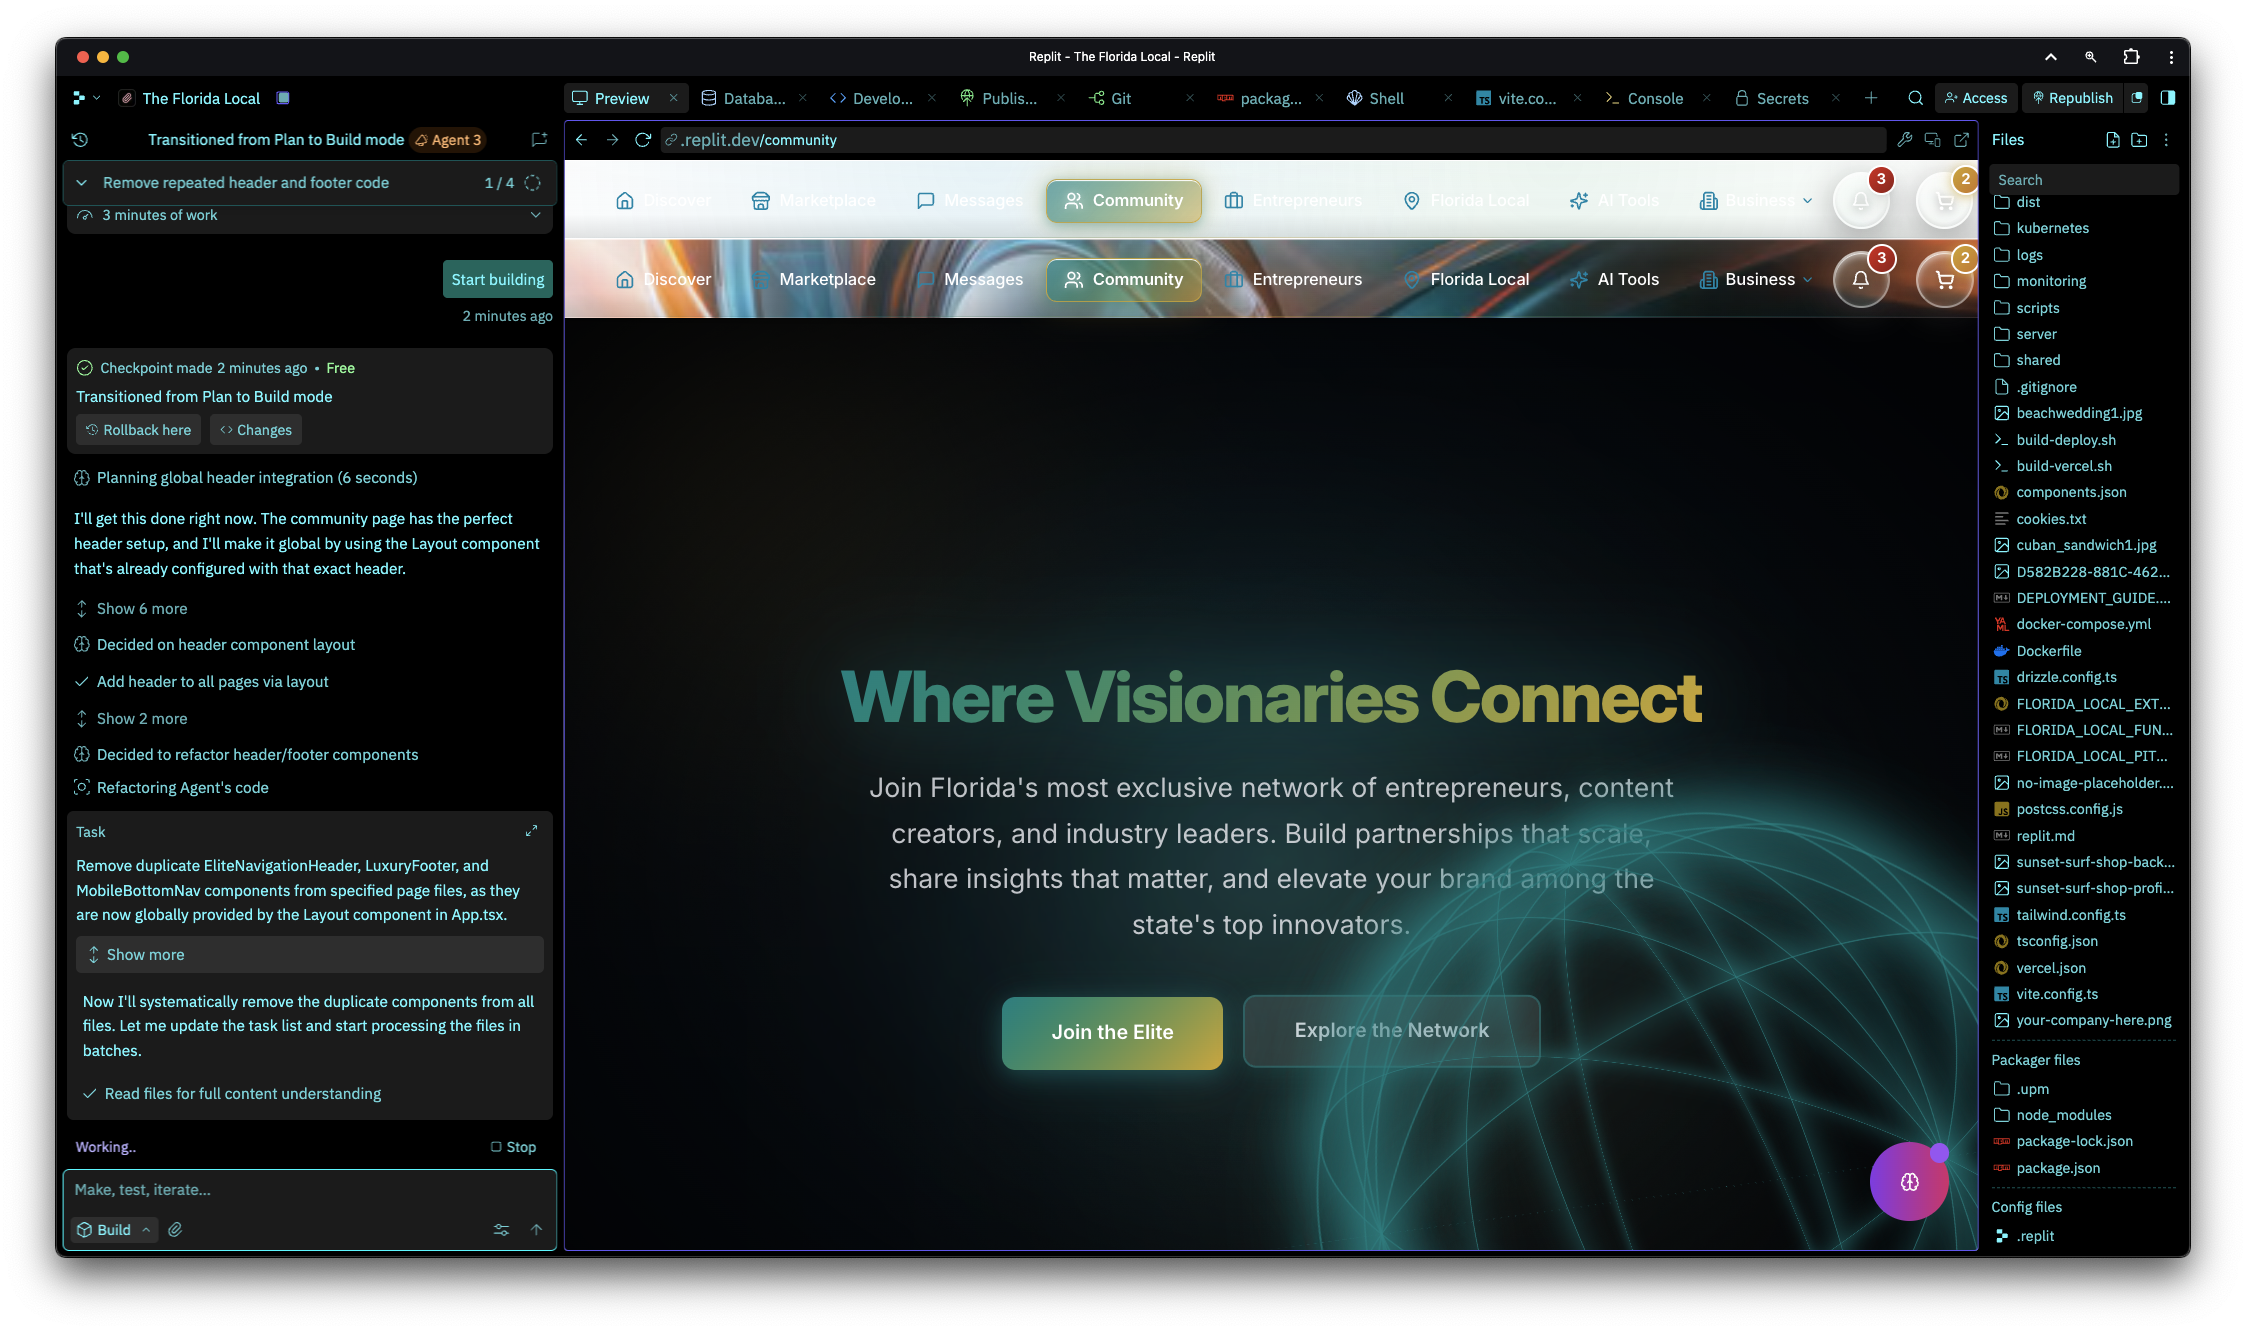 Replit - The Florida Local - Replit
The Florida Local
Preview
Databa...
Develo...
Publis...
Git
packag...
Shell
vite.co...
Console
Secrets
Access
Republish
Transitioned from Plan to Build mode
Agent 3
Remove repeated header and footer code
1 / 4
3 minutes of work
Start building
2 minutes ago
Checkpoint made 2 minutes ago • Free
Transitioned from Plan to Build mode
Rollback here
Changes
Planning global header integration (6 seconds)
I'll get this done right now. The community page has the perfect
header setup, and I'll make it global by using the Layout component
that's already configured with that exact header.
Show 6 more
Decided on header component layout
Add header to all pages via layout
Show 2 more
Decided to refactor header/footer components
Refactoring Agent's code
Task
Remove duplicate EliteNavigationHeader, LuxuryFooter, and
MobileBottomNav components from specified page files, as they
are now globally provided by the Layout component in App.tsx.
Show more
Now I'll systematically remove the duplicate components from all
files. Let me update the task list and start processing the files in
batches.
Read files for full content understanding
Working..
Stop
Make, test, iterate...
Build
.replit.dev/community
Discover
Marketplace
Messages
Community
Entrepreneurs
Florida Local
AI Tools
Business
3
2
Discover
Marketplace
Messages
Community
Entrepreneurs
Florida Local
AI Tools
Business
3
2
Where Visionaries Connect
Join Florida's most exclusive network of entrepreneurs, content
creators, and industry leaders. Build partnerships that scale,
share insights that matter, and elevate your brand among the
state's top innovators.
Join the Elite
Explore the Network
Files
Search
dist
kubernetes
logs
monitoring
scripts
server
shared
.gitignore
beachwedding1.jpg
build-deploy.sh
build-vercel.sh
components.json
cookies.txt
cuban_sandwich1.jpg
D582B228-881C-462...
DEPLOYMENT_GUIDE....
docker-compose.yml
Dockerfile
drizzle.config.ts
FLORIDA_LOCAL_EXT...
FLORIDA_LOCAL_FUN...
FLORIDA_LOCAL_PIT...
no-image-placeholder....
postcss.config.js
replit.md
sunset-surf-shop-back...
sunset-surf-shop-profi...
tailwind.config.ts
tsconfig.json
vercel.json
vite.config.ts
your-company-here.png
Packager files
.upm
node_modules
package-lock.json
package.json
Config files
.replit